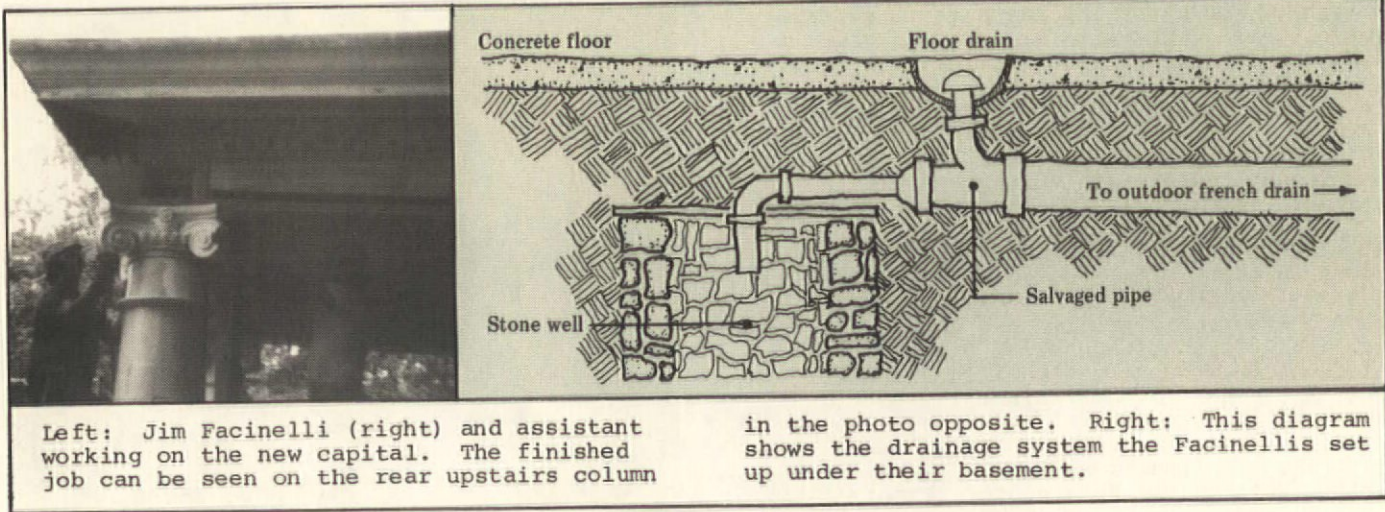 Concrete floor
Floor drain
To outdoor french drain
Salvaged pipe
Stone well
Left: Jim Facinelli (right) and assistant
working on the new capital. The finished
job can be seen on the rear upstairs column
in the photo opposite. Right: This diagram
shows the drainage system the Facinellis set
up under their basement.